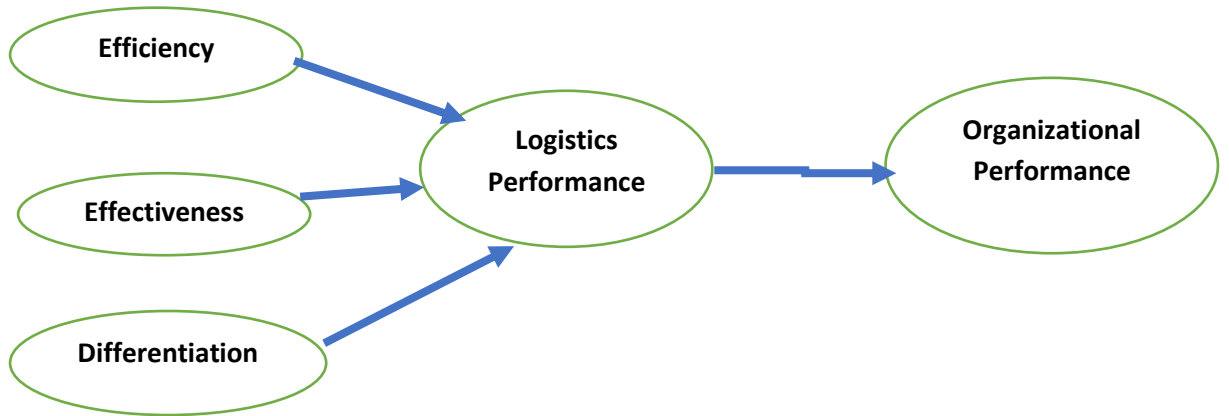 Efficiency
Effectiveness
Differentiation
Logistics
Performance
Organizational
Performance